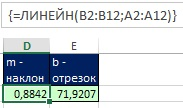 {=ЛИНЕЙН(B2:B12;A2:A12)}
D E
m - b -
наклон отрезок
0,8842 71,9207